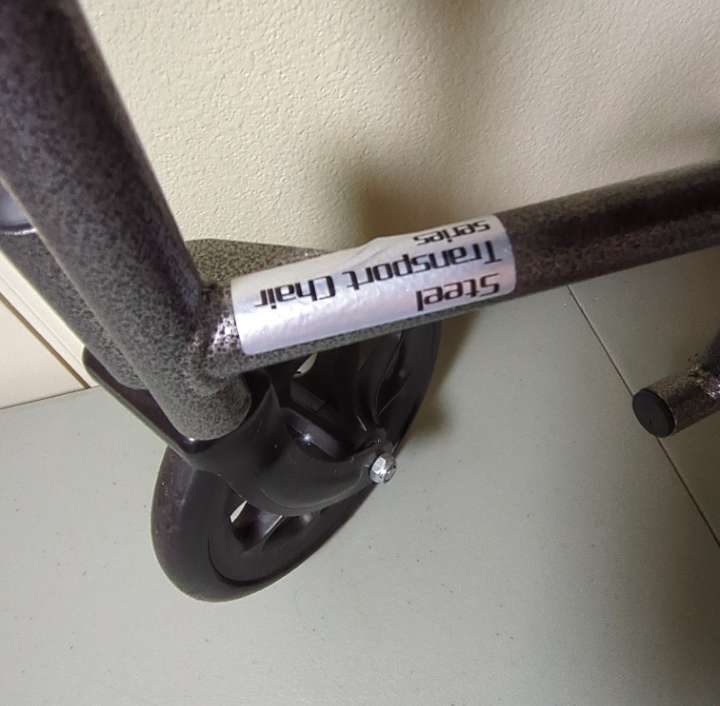 Steel
Transport Chair
series